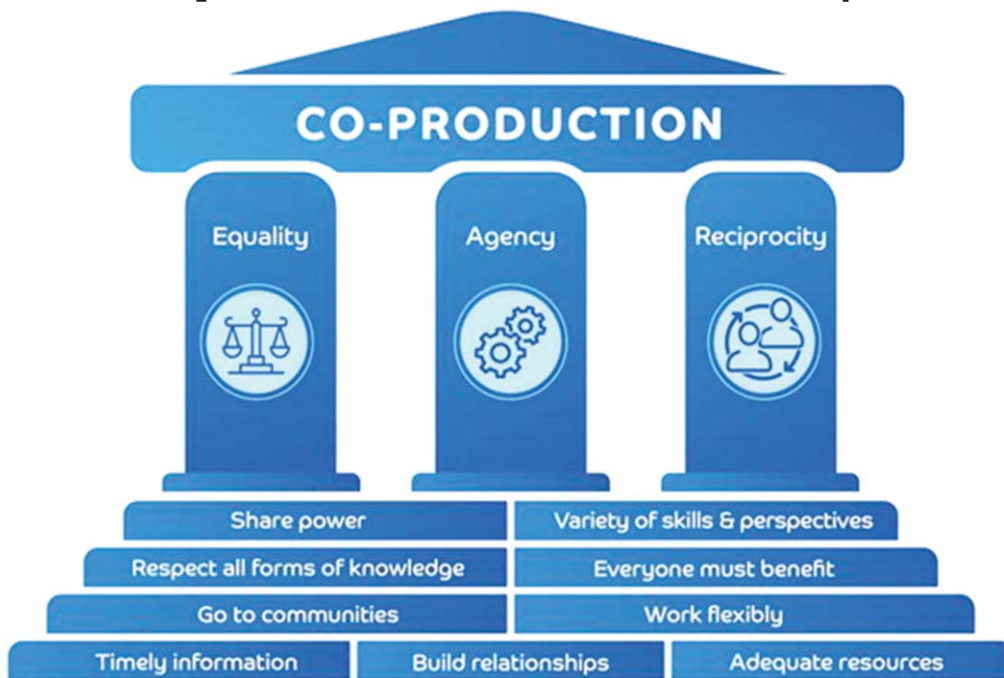 CO-PRODUCTION
Equality
Agency
Reciprocity
Share power
Variety of skills & perspectives
Respect all forms of knowledge
Everyone must benefit
Go to communities
Work flexibly
Timely information
Build relationships
Adequate resources